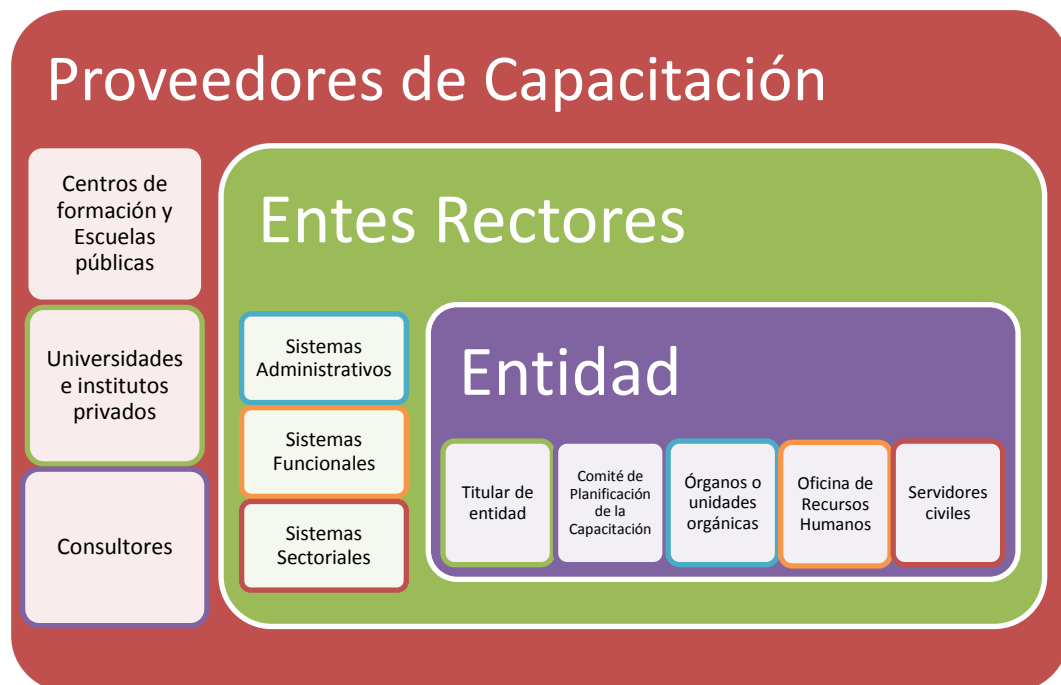 Proveedores de Capacitación
Centros de
formación y
Escuelas
públicas
Universidades
e institutos
privados
Consultores
Entes Rectores
Sistemas
Administrativos
Sistemas
Funcionales
Sistemas
Sectoriales
Entidad
Titular de
entidad
Comité de
Planificación
de la
Capacitación
Órganos o
unidades
orgánicas
Oficina de
Recursos
Humanos
Servidores
civiles